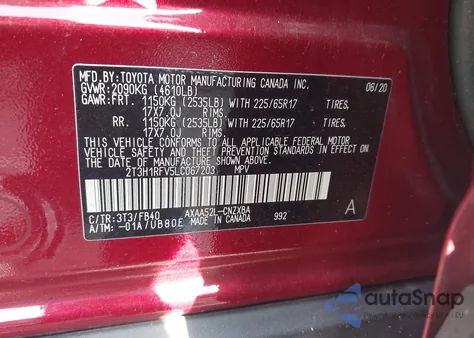 MFD. BY: TOYOTA MOTOR MANUFACTURING CANADA INC.
GVWR: 2090KG (4610LB) 06/20
GAWR: FRT. 1150KG (2535LB) WITH 225/65R17 TIRES,
17X7.0J RIMS,
RR. 1150KG (2535LB) WITH 225/65R17 TIRES,
17X7.0J RIMS,
THIS VEHICLE CONFORMS TO ALL APPLICABLE FEDERAL MOTOR
VEHICLE SAFETY, BUMPER, AND THEFT PREVENTION STANDARDS IN
EFFECT ON THE DATE OF MANUFACTURE SHOWN ABOVE.
2T3H1RFV5LC067203 MPV
C/TR: 3T3/FB40 AXAA52L-CNZXBA A
A/TM: -01A/UB80E MADE IN CANADA 992
autaSnap